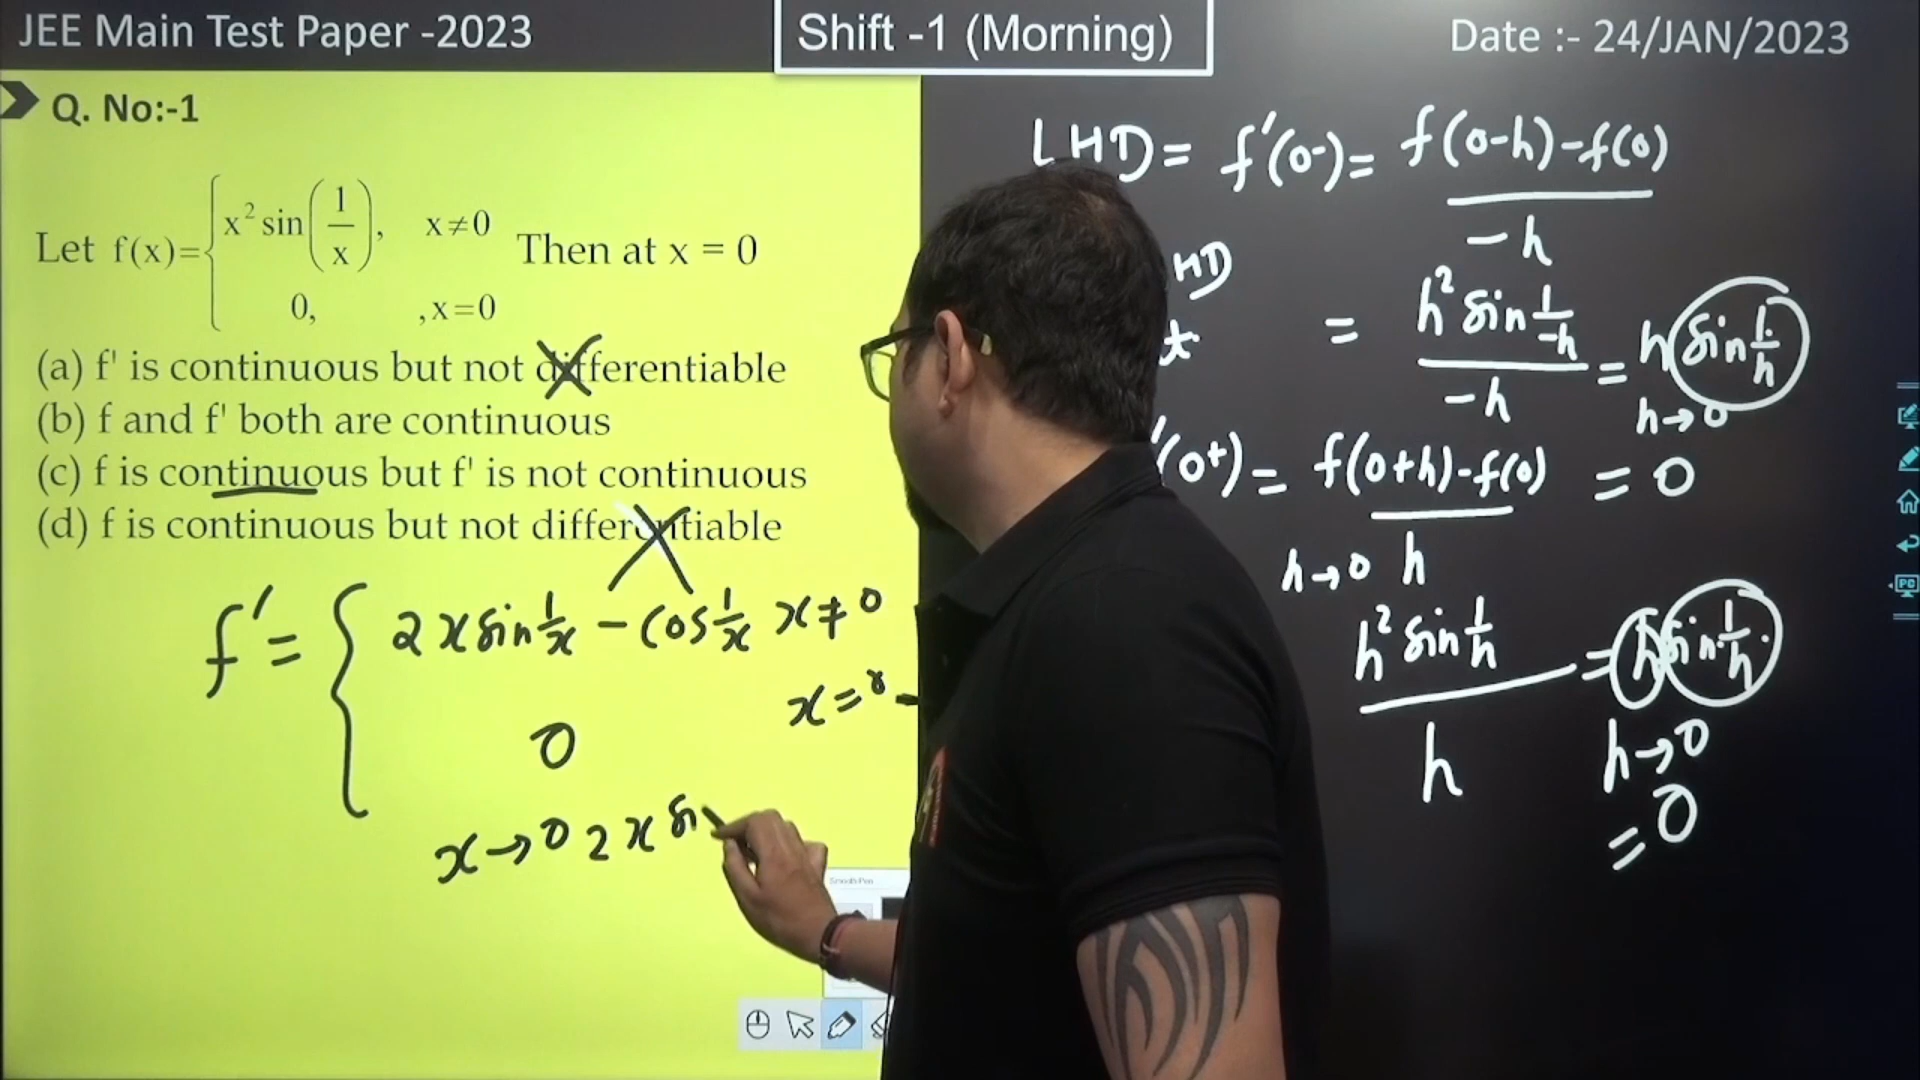 JEE Main Test Paper -2023
Shift -1 (Morning)
Date :- 24/JAN/2023
Q. No:-1
Let f(x)={ x² sin(1/x), x≠0 Then at x = 0
0, ,x=0
(a) f' is continuous but not differentiable
(b) f and f' both are continuous
(c) f is continuous but f' is not continuous
(d) f is continuous but not differentiable
f' = { 2x sin 1/x - cos 1/x x≠0
0 x=0
x→0 2x si
LHD = f'(0-) = f(0-h)-f(0) / -h
HD
= h² sin 1/-h / -h = h sin 1/h
h→0
'(0+) = f(0+h)-f(0) / h = 0
h→0
h² sin 1/h / h = h sin 1/h
h→0
= 0